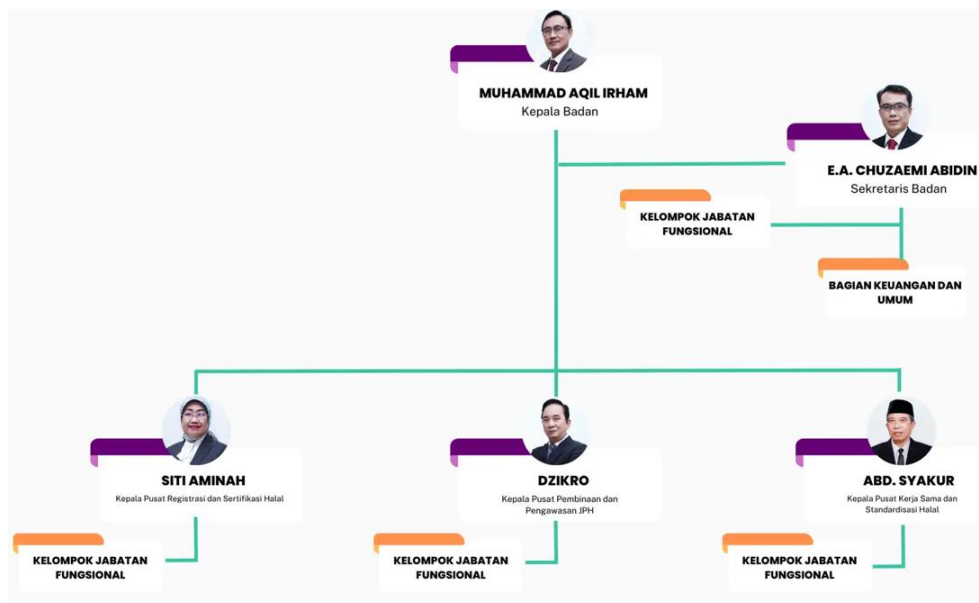 MUHAMMAD AQIL IRHAM
Kepala Badan
E.A. CHUZAEMI ABIDIN
Sekretaris Badan
KELOMPOK JABATAN
FUNGSIONAL
BAGIAN KEUANGAN DAN
UMUM
SITI AMINAH
Kepala Pusat Registrasi dan Sertifikasi Halal
KELOMPOK JABATAN
FUNGSIONAL
DZIKRO
Kepala Pusat Pembinaan dan
Pengawasan JPH
KELOMPOK JABATAN
FUNGSIONAL
ABD. SYAKUR
Kepala Pusat Kerja Sama dan
Standardisasi Halal
KELOMPOK JABATAN
FUNGSIONAL